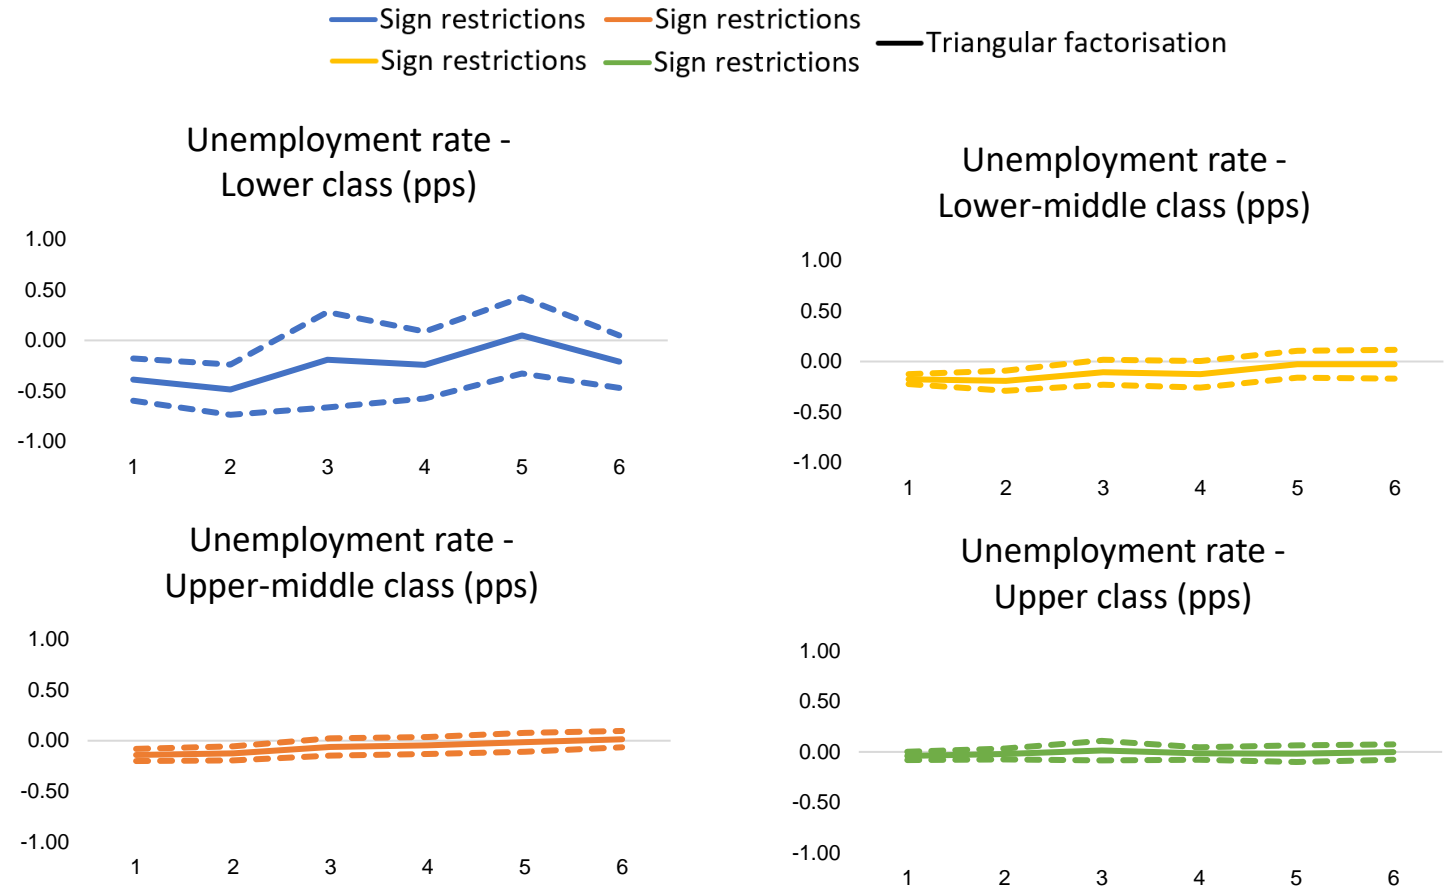 Sign restrictions
Sign restrictions
Sign restrictions
Sign restrictions
Triangular factorisation
Unemployment rate -
Lower class (pps)
1.00
0.50
0.00
-0.50
-1.00
1 2 3 4 5 6
Unemployment rate -
Lower-middle class (pps)
1.00
0.50
0.00
-0.50
-1.00
1 2 3 4 5 6
Unemployment rate -
Upper-middle class (pps)
1.00
0.50
0.00
-0.50
-1.00
1 2 3 4 5 6
Unemployment rate -
Upper class (pps)
1.00
0.50
0.00
-0.50
-1.00
1 2 3 4 5 6